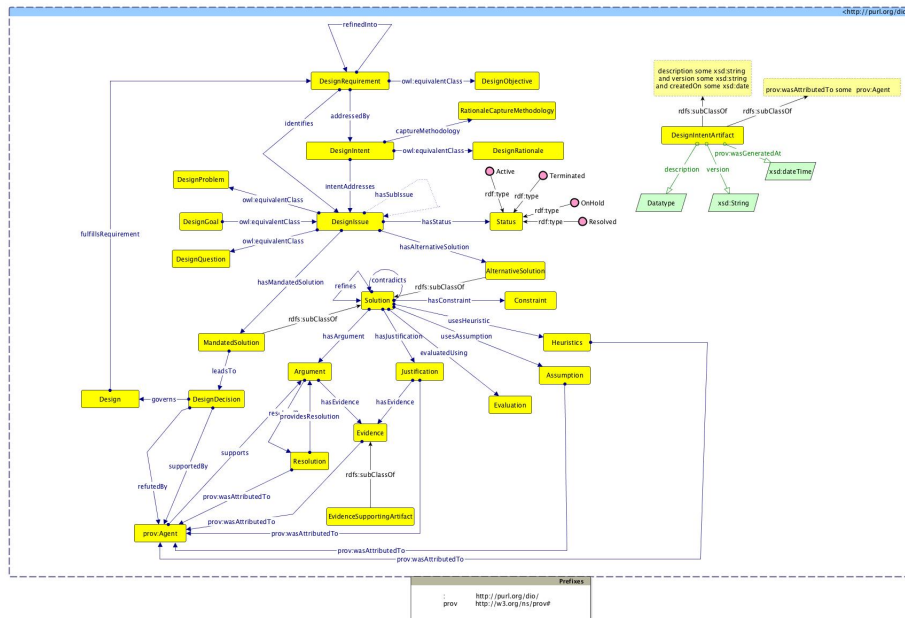 <http://purl.org/dio
refinedInto
DesignRequirement
owl:equivalentClass
DesignObjective
description some xsd:string
and version some xsd:string
and createdOn some xsd:date
prov:wasAttributedTo some prov:Agent
rdfs:subClassOf
rdfs:subClassOf
RationaleCaptureMethodology
identifies
addressedBy
captureMethodology
DesignIntentArtifact
DesignIntent
owl:equivalentClass
DesignRationale
prov:wasGeneratedAt
description
version
xsd:dateTime
DesignProblem
intentAddresses
hasSubIssue
Active
Terminated
rdf:type
rdf:type
OnHold
owl:equivalentClass
Datatype
xsd:String
DesignGoal
owl:equivalentClass
DesignIssue
hasStatus
Status
rdf:type
rdf:type
Resolved
fulfillsRequirement
owl:equivalentClass
DesignQuestion
hasAlternativeSolution
AlternativeSolution
hasMandatedSolution
refines
contradicts
rdfs:subClassOf
Solution
hasConstraint
Constraint
rdfs:subClassOf
usesHeuristic
MandatedSolution
hasArgument
hasJustification
usesAssumption
Heuristics
evaluatedUsing
leadsTo
Argument
Justification
Assumption
Design
governs
DesignDecision
hasEvidence
hasEvidence
Evaluation
providesResolution
Evidence
supports
Resolution
supportedBy
rdfs:subClassOf
refutedBy
prov:wasAttributedTo
EvidenceSupportingArtifact
prov:wasAttributedTo
prov:Agent
prov:wasAttributedTo
prov:wasAttributedTo
prov:wasAttributedTo
Prefixes
: http://purl.org/dio/
prov http://w3.org/ns/prov#